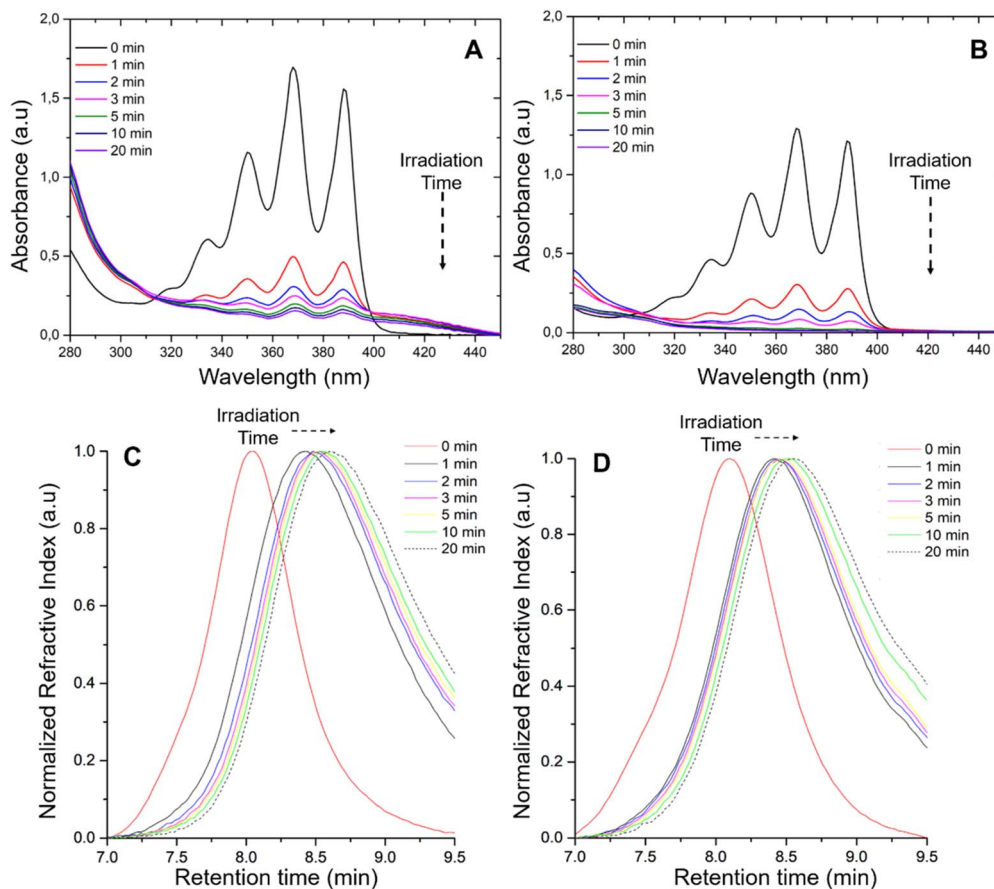 A
0 min
1 min
2 min
3 min
5 min
10 min
20 min
Irradiation
Time
2,0
1,5
1,0
0,5
0,0
280 300 320 340 360 380 400 420 440
Absorbance (a.u)
Wavelength (nm)
B
0 min
1 min
2 min
3 min
5 min
10 min
20 min
Irradiation
Time
2,0
1,5
1,0
0,5
0,0
280 300 320 340 360 380 400 420 440
Absorbance (a.u)
Wavelength (nm)
Irradiation
Time
C
0 min
1 min
2 min
3 min
5 min
10 min
20 min
1.0
0.8
0.6
0.4
0.2
0.0
7.0 7.5 8.0 8.5 9.0 9.5
Normalized Refractive Index (a.u)
Retention time (min)
Irradiation
Time
D
0 min
1 min
2 min
3 min
5 min
10 min
20 min
1.0
0.8
0.6
0.4
0.2
0.0
7.0 7.5 8.0 8.5 9.0 9.5
Normalized Refractive Index (a.u)
Retention time (min)